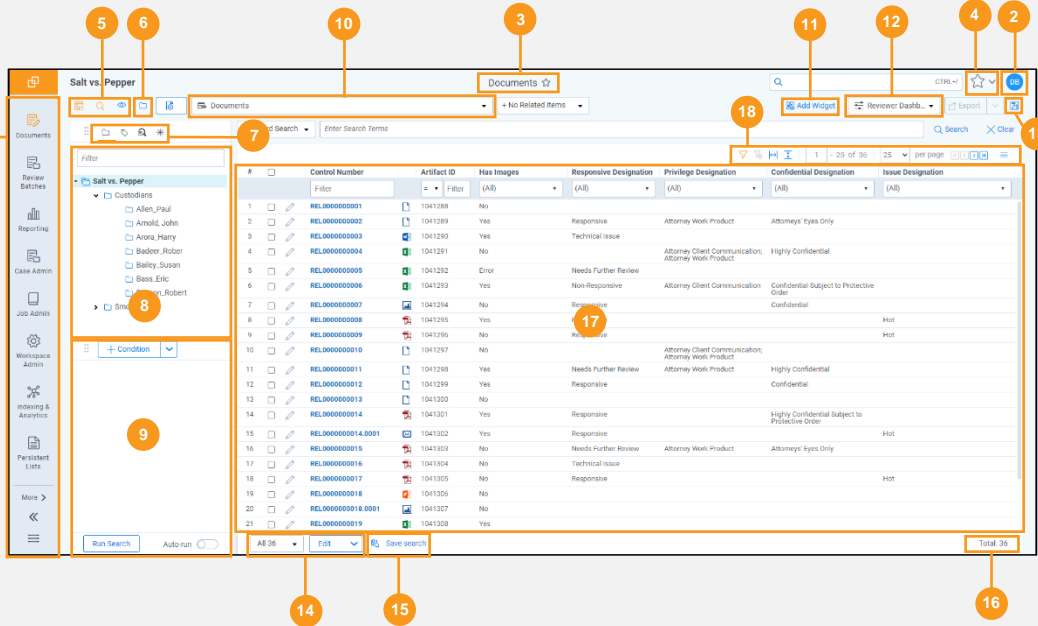 5 6 10 3 11 12 4 2
Salt vs. Pepper Documents CTRL+/ DB
Documents + No Related Items Add Widget Reviewer Dashb... Export
18
7 Search Enter Search Terms Search Clear
Filter 1 - 25 of 36 25 per page
# Control Number Artifact ID Has Images Responsive Designation Privilege Designation Confidential Designation Issue Designation
Filter = Filter (All) (All) (All) (All) (All)
1 REL0000000001 1041288 No
2 REL0000000002 1041289 Yes Responsive Attorney Work Product Attorneys' Eyes Only
3 REL0000000003 1041290 Yes Technical Issue
4 REL0000000004 1041291 No Attorney Client Communication; Highly Confidential
Attorney Work Product
5 REL0000000005 1041292 Error Needs Further Review
6 REL0000000006 1041293 Yes Non-Responsive Attorney Client Communication Confidential Subject to Protective
Order
7 REL0000000007 1041294 No Responsive Confidential
8 REL0000000008 1041295 Yes Hot
17
9 REL0000000009 1041296 No Responsive Hot
10 REL0000000010 1041297 No Attorney Client Communication;
Attorney Work Product
11 REL0000000011 1041298 Yes Needs Further Review Attorney Work Product Highly Confidential
12 REL0000000012 1041299 Yes Responsive Confidential
13 REL0000000013 1041300 No
14 REL0000000014 1041301 Yes Responsive Highly Confidential Subject to
Protective Order
15 REL0000000014.0001 1041302 Yes Responsive Hot
16 REL0000000015 1041303 No Needs Further Review Attorney Work Product Attorneys' Eyes Only
17 REL0000000016 1041304 No Technical Issue
18 REL0000000017 1041305 No Responsive Hot
19 REL0000000018 1041306 No
20 REL0000000018.0001 1041307 No
21 REL0000000019 1041308 Yes
Documents
Review
Batches
Reporting
Case Admin
Job Admin
Workspace
Admin
Indexing &
Analytics
Persistent
Lists
More
Salt vs. Pepper
Custodians
Allen_Paul
Arnold, John
Arora_Harry
Badeer_Rober
Bailey_Susan
Bass_Eric
Robert
8
+ Condition
9
Run Search Auto-run
All 36 Edit Save search Total: 36
14 15 16